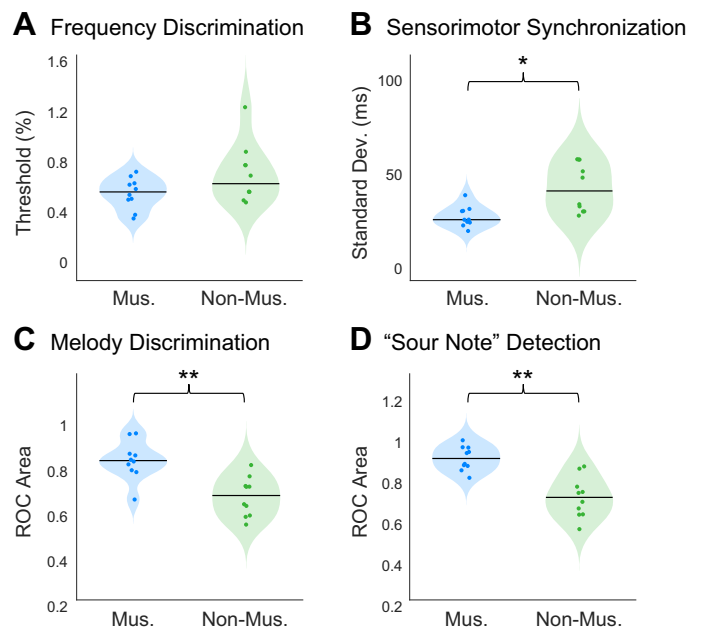 A Frequency Discrimination
1.6
1.2
0.8
0.4
0
Threshold (%)
Mus.
Non-Mus.
B Sensorimotor Synchronization
*
100
50
0
Standard Dev. (ms)
Mus.
Non-Mus.
C Melody Discrimination
**
1
0.8
0.6
0.4
0.2
ROC Area
Mus.
Non-Mus.
D “Sour Note” Detection
**
1.2
1
0.8
0.6
0.4
0.2
ROC Area
Mus.
Non-Mus.